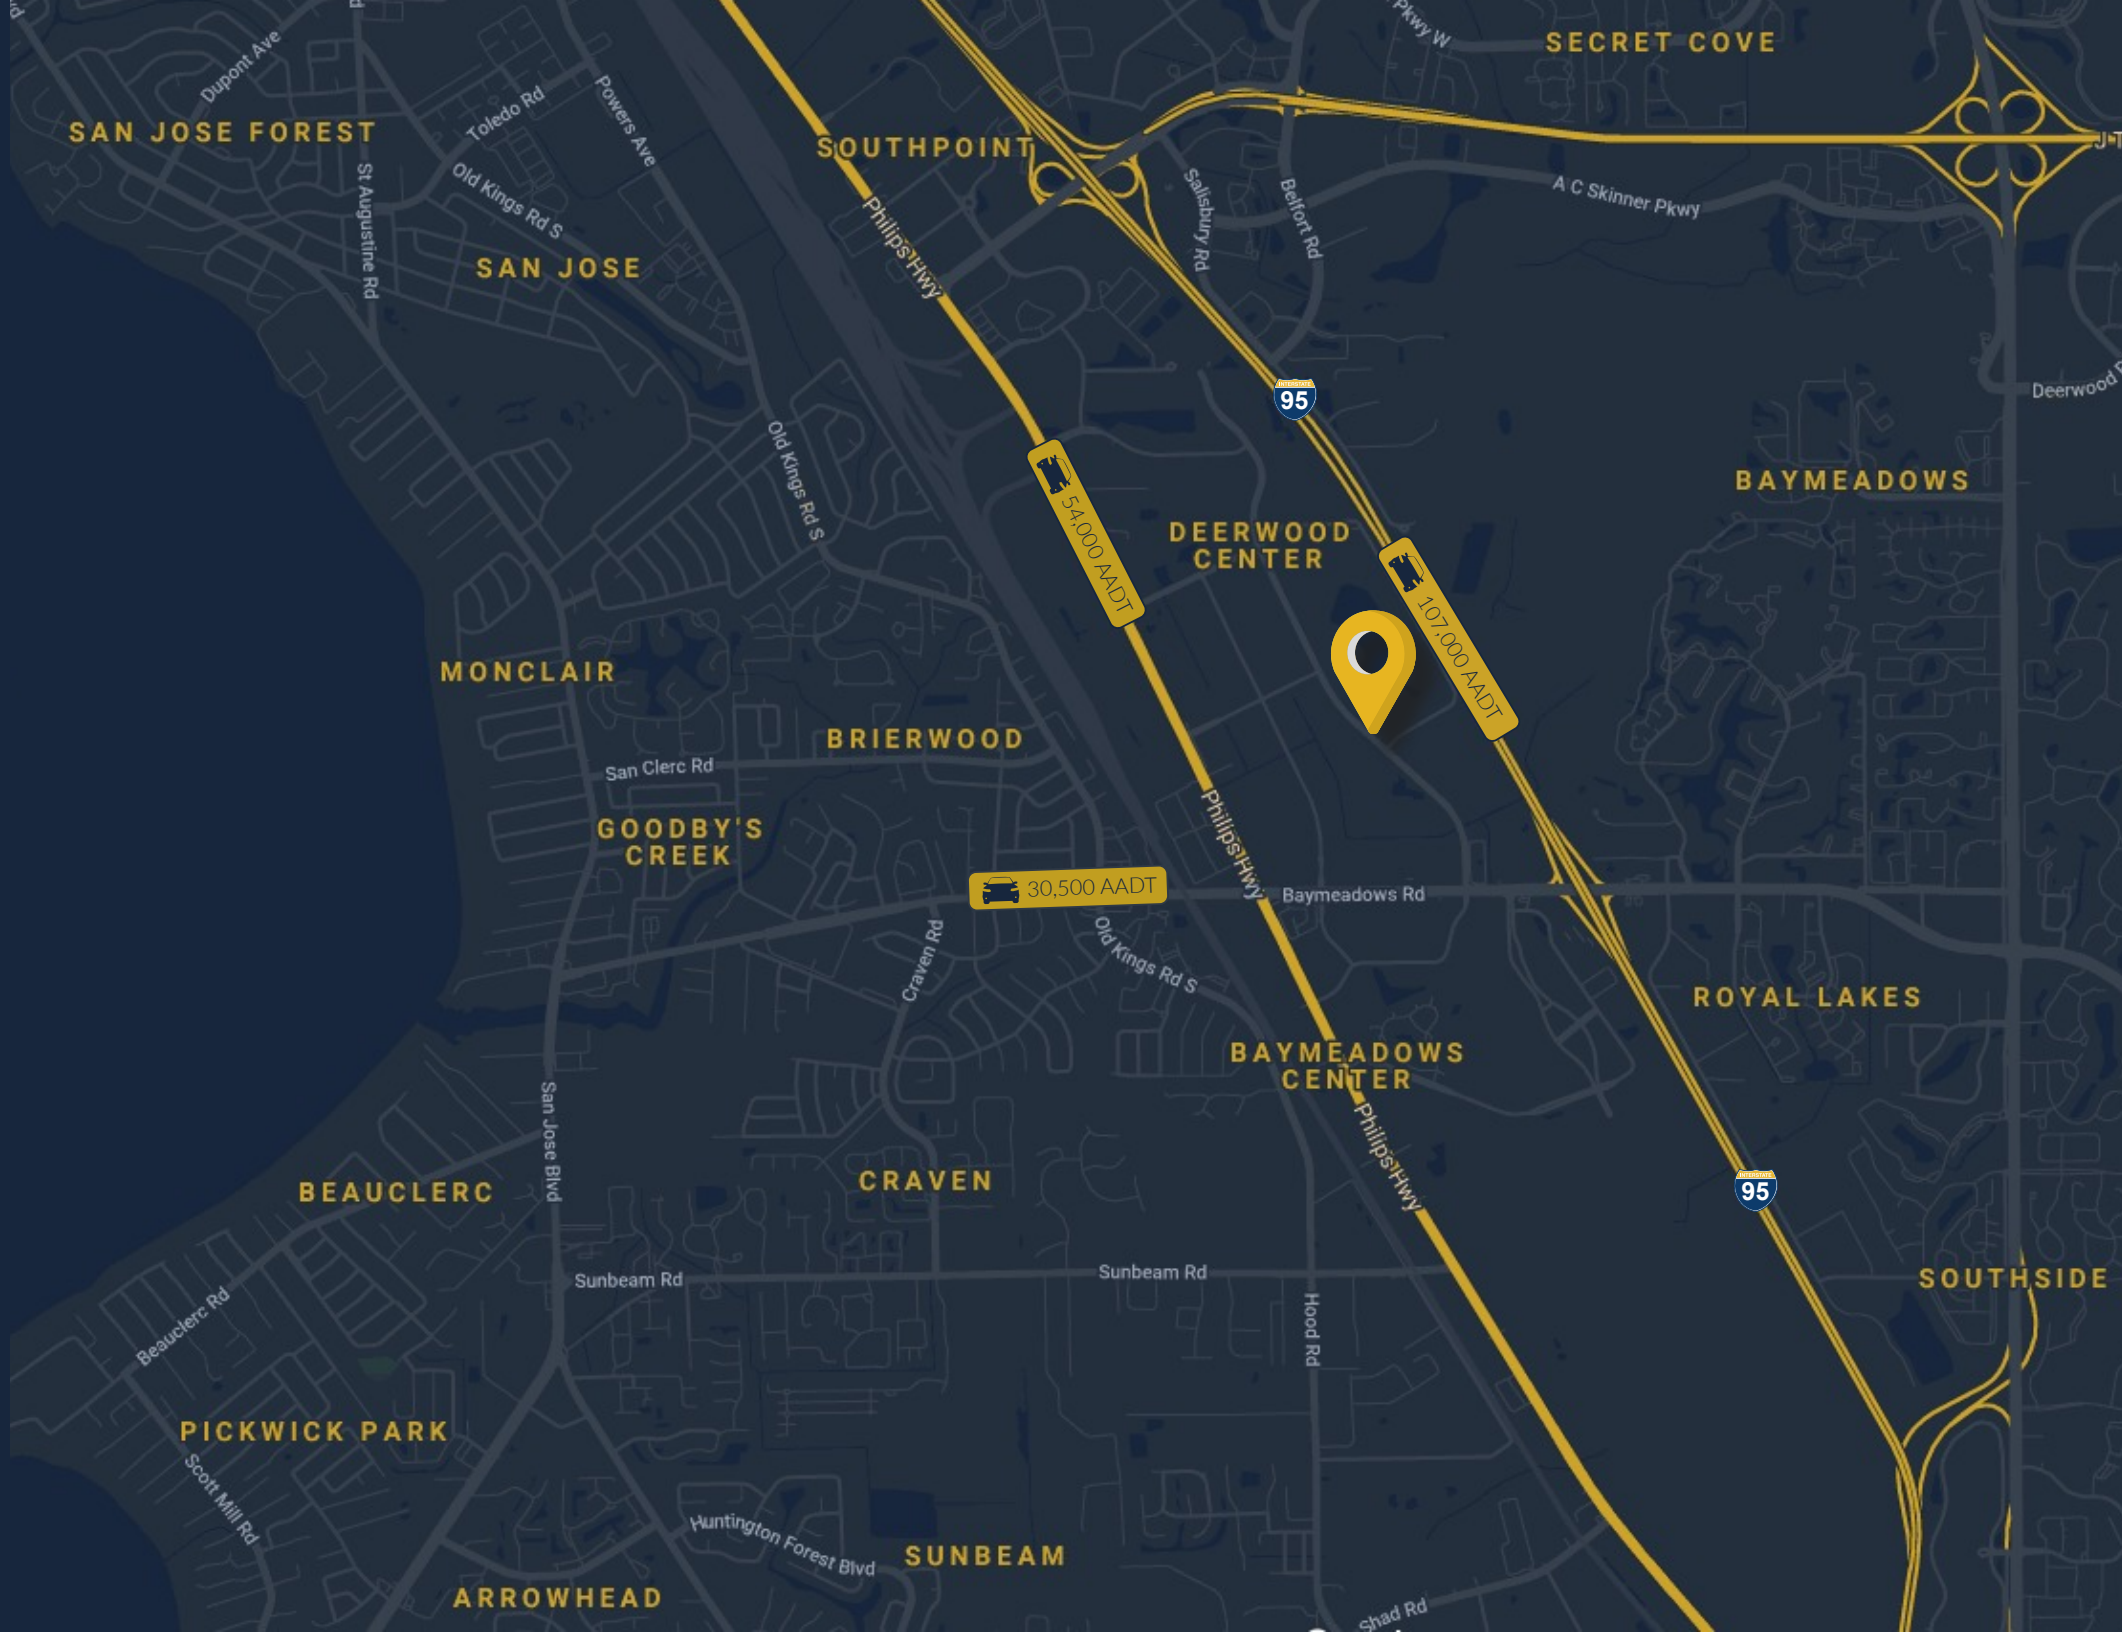 Pkwy W
SECRET COVE
Dupont Ave
Toledo Rd
Powers Ave
SAN JOSE FOREST
SOUTHPOINT
St Augustine Rd
Old Kings Rd S
Philips Hwy
Salisbury Rd
Belfort Rd
A C Skinner Pkwy
SAN JOSE
INTERSTATE
95
Deerwood
Old Kings Rd S
BAYMEADOWS
54,000 AADT
DEERWOOD
CENTER
107,000 AADT
MONCLAIR
BRIERWOOD
San Clerc Rd
GOODBY'S
CREEK
Philips Hwy
30,500 AADT
Baymeadows Rd
Craven Rd
Old Kings Rd S
ROYAL LAKES
BAYMEADOWS
CENTER
San Jose Blvd
Philips Hwy
BEAUCLERC
CRAVEN
INTERSTATE
95
Sunbeam Rd
Sunbeam Rd
SOUTHSIDE
Beauclerc Rd
Hood Rd
PICKWICK PARK
Scott Mill Rd
Huntington Forest Blvd
SUNBEAM
ARROWHEAD
Shad Rd